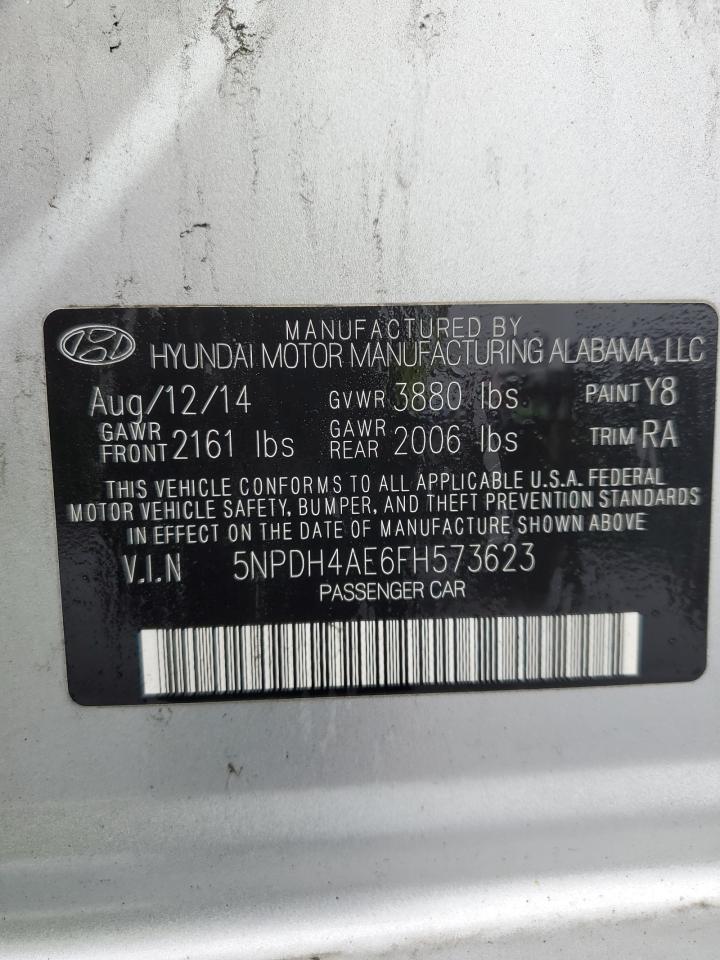 MANUFACTURED BY
HYUNDAI MOTOR MANUFACTURING ALABAMA, LLC
Aug/12/14 GVWR 3880 lbs PAINT Y8
GAWR FRONT 2161 lbs GAWR REAR 2006 lbs TRIM RA
THIS VEHICLE CONFORMS TO ALL APPLICABLE U.S.A. FEDERAL
MOTOR VEHICLE SAFETY, BUMPER, AND THEFT PREVENTION STANDARDS
IN EFFECT ON THE DATE OF MANUFACTURE SHOWN ABOVE
V.I.N 5NPDH4AE6FH573623
PASSENGER CAR